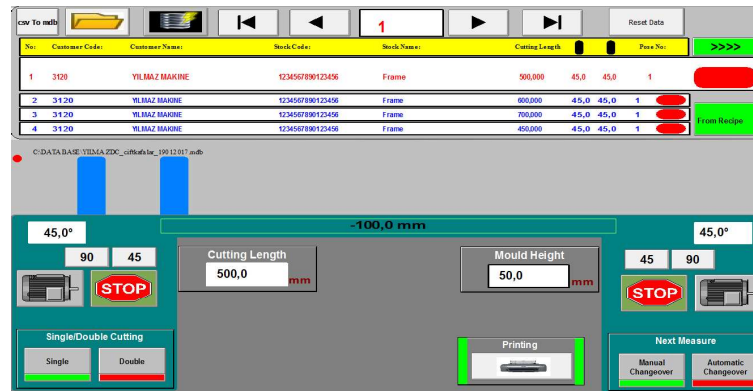 csv To mdb
1
Reset Data
No: Customer Code: Customer Name: Stock Code: Stock Name: Cutting Length Pose No: >>>>
1 3120 YILMAZ MAKINE 1234567890123456 Frame 500,000 45,0 45,0 1
2 3120 YILMAZ MAKINE 1234567890123456 Frame 600,000 45,0 45,0 1
3 3120 YILMAZ MAKINE 1234567890123456 Frame 700,000 45,0 45,0 1
4 3120 YILMAZ MAKINE 1234567890123456 Frame 450,000 45,0 45,0 1
From Recipe
C:\DATA BASE\YILMAZ\DC_ciftkafalar_19012017.mdb
-100,0 mm
45,0° 45,0°
90 45 45 90
Cutting Length
500,0 mm
Mould Height
50,0 mm
STOP STOP
Single/Double Cutting
Single Double
Printing
Next Measure
Manual Changeover
Automatic Changeover